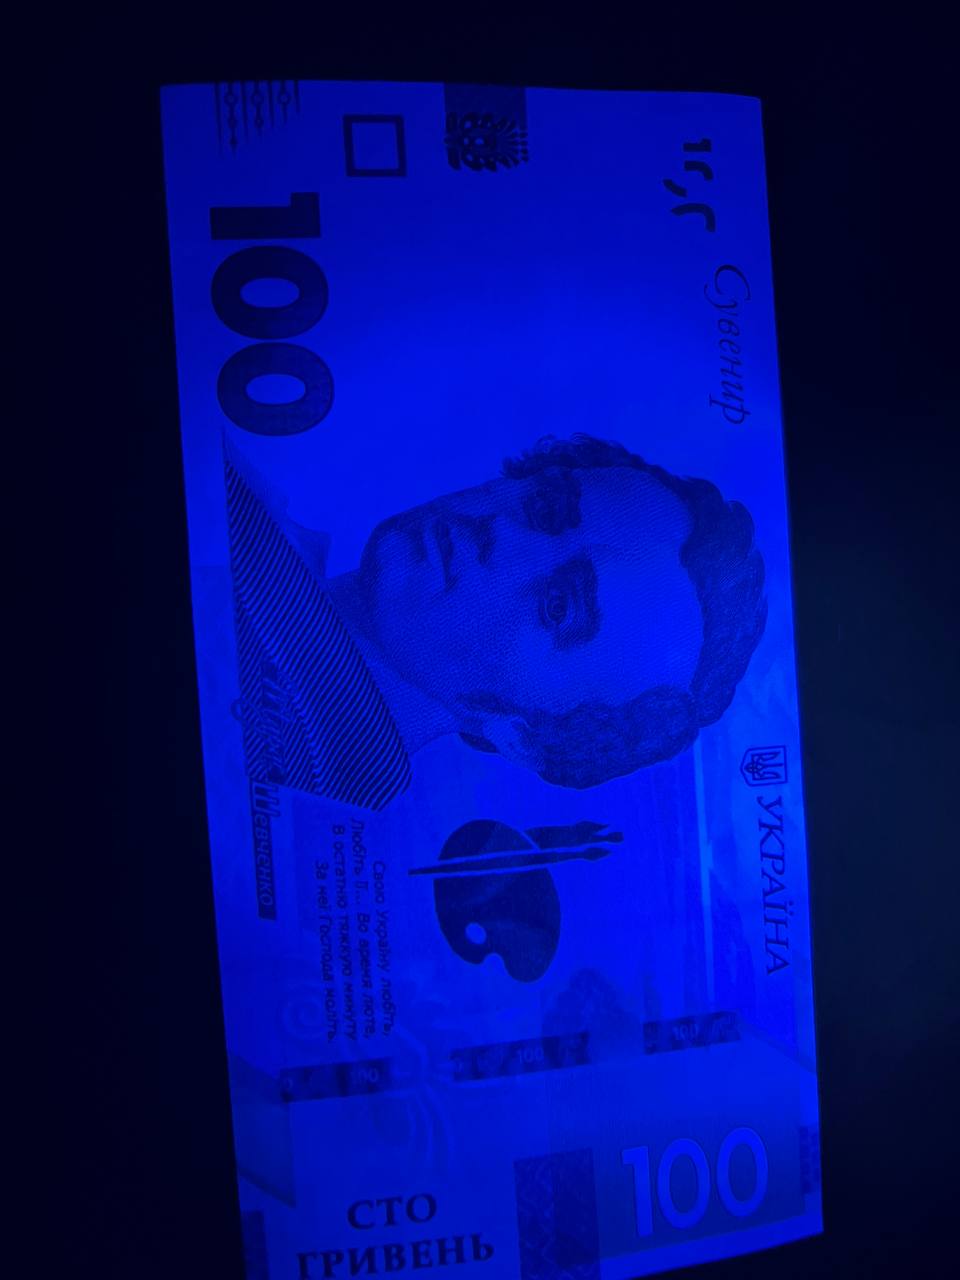 100
Сувенир
УКРАЇНА
Шевченко
Свою Україну любіть,
Любіть її... Во время люте,
В остатню тяжкую минуту
За неї Господа моліть.
100
100
100
100
СТО
ГРИВЕНЬ